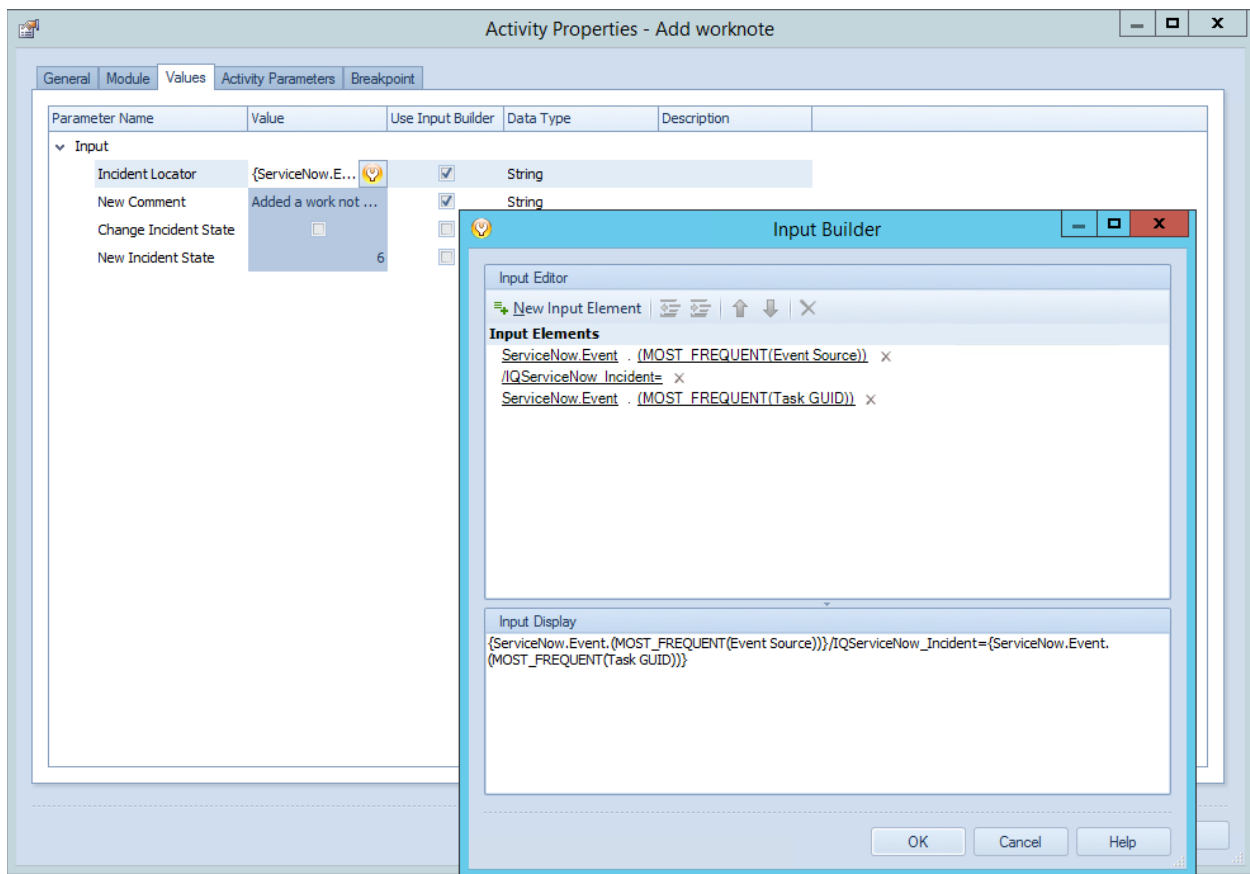 Activity Properties - Add worknote
General Module Values Activity Parameters Breakpoint
Parameter Name Value Use Input Builder Data Type Description
Input
Incident Locator {ServiceNow.E... String
New Comment Added a work not ... String
Change Incident State
New Incident State 6
Input Builder
Input Editor
New Input Element
Input Elements
ServiceNow.Event . (MOST_FREQUENT(Event Source))
/IQServiceNow_Incident=
ServiceNow.Event . (MOST_FREQUENT(Task GUID))
Input Display
{ServiceNow.Event.(MOST_FREQUENT(Event Source))}/IQServiceNow_Incident={ServiceNow.Event.
(MOST_FREQUENT(Task GUID))}
OK Cancel Help